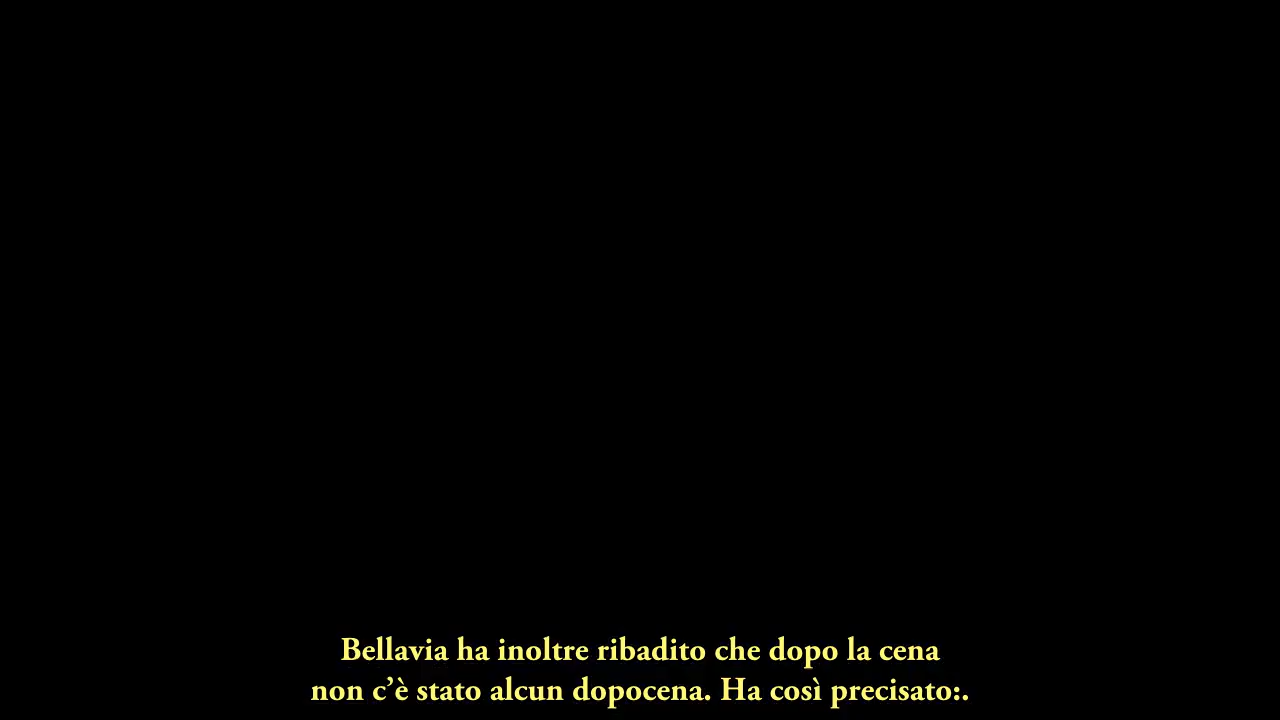 Bellavia ha inoltre ribadito che dopo la cena
non c’è stato alcun dopocena. Ha così precisato:.